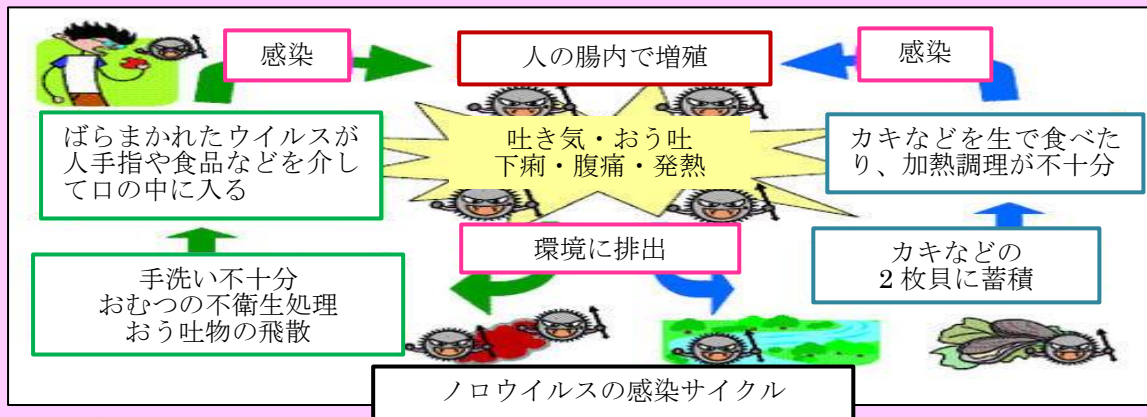 感染
人の腸内で増殖
感染
ばらまかれたウイルスが
人手指や食品などを介し
て口の中に入る
吐き気・おう吐
下痢・腹痛・発熱
カキなどを生で食べた
り、加熱調理が不十分
手洗い不十分
おむつの不衛生処理
おう吐物の飛散
環境に排出
カキなどの
2 枚貝に蓄積
ノロウイルスの感染サイクル